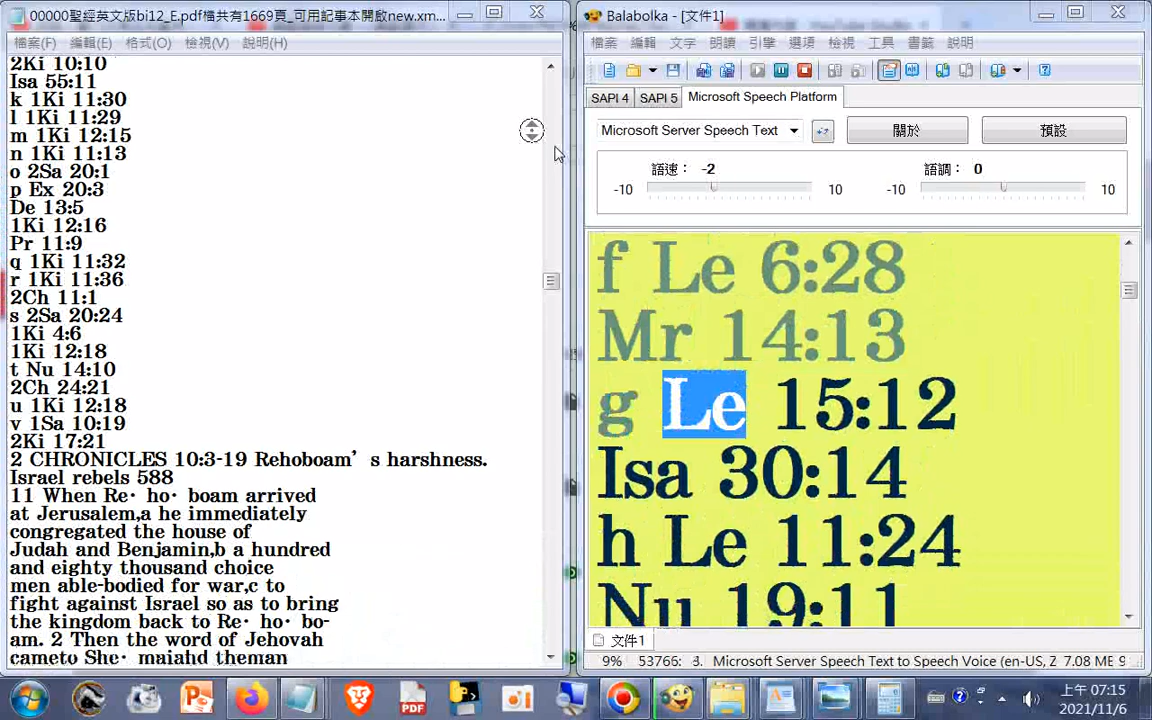 00000聖經英文版bi12_E.pdf檔共有1669頁_可用記事本開啟new.xm...
檔案(F) 編輯(E) 格式(O) 檢視(V) 說明(H)
2Ki 10:10
Isa 55:11
k 1Ki 11:30
l 1Ki 11:29
m 1Ki 12:15
n 1Ki 11:13
o 2Sa 20:1
p Ex 20:3
De 13:5
1Ki 12:16
Pr 11:9
q 1Ki 11:32
r 1Ki 11:36
2Ch 11:1
s 2Sa 20:24
1Ki 4:6
1Ki 12:18
t Nu 14:10
2Ch 24:21
u 1Ki 12:18
v 1Sa 10:19
2Ki 17:21
2 CHRONICLES 10:3-19 Rehoboam’s harshness.
Israel rebels 588
11 When Re·ho·boam arrived
at Jerusalem,a he immediately
congregated the house of
Judah and Benjamin,b a hundred
and eighty thousand choice
men able-bodied for war,c to
fight against Israel so as to bring
the kingdom back to Re·ho·bo-
am. 2 Then the word of Jehovah
cameto She·maiahd theman
Balabolka - [文件1]
檔案 編輯 文字 朗讀 引擎 選項 檢視 工具 書籤 說明
SAPI 4 SAPI 5 Microsoft Speech Platform
Microsoft Server Speech Text 關於 預設
語速： -2 語調： 0
-10 10 -10 10
f Le 6:28
Mr 14:13
g Le 15:12
Isa 30:14
h Le 11:24
Nu 19:11
文件1
9% 53766: 3. Microsoft Server Speech Text to Speech Voice (en-US, Z 7.08 MB 9
上午 07:15
2021/11/6